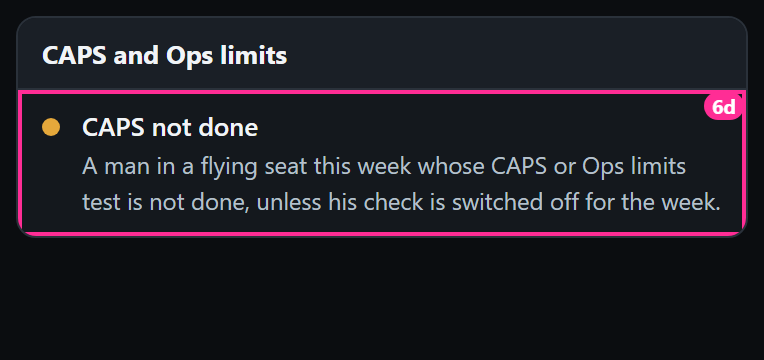 CAPS and Ops limits
6d
CAPS not done
A man in a flying seat this week whose CAPS or Ops limits
test is not done, unless his check is switched off for the week.